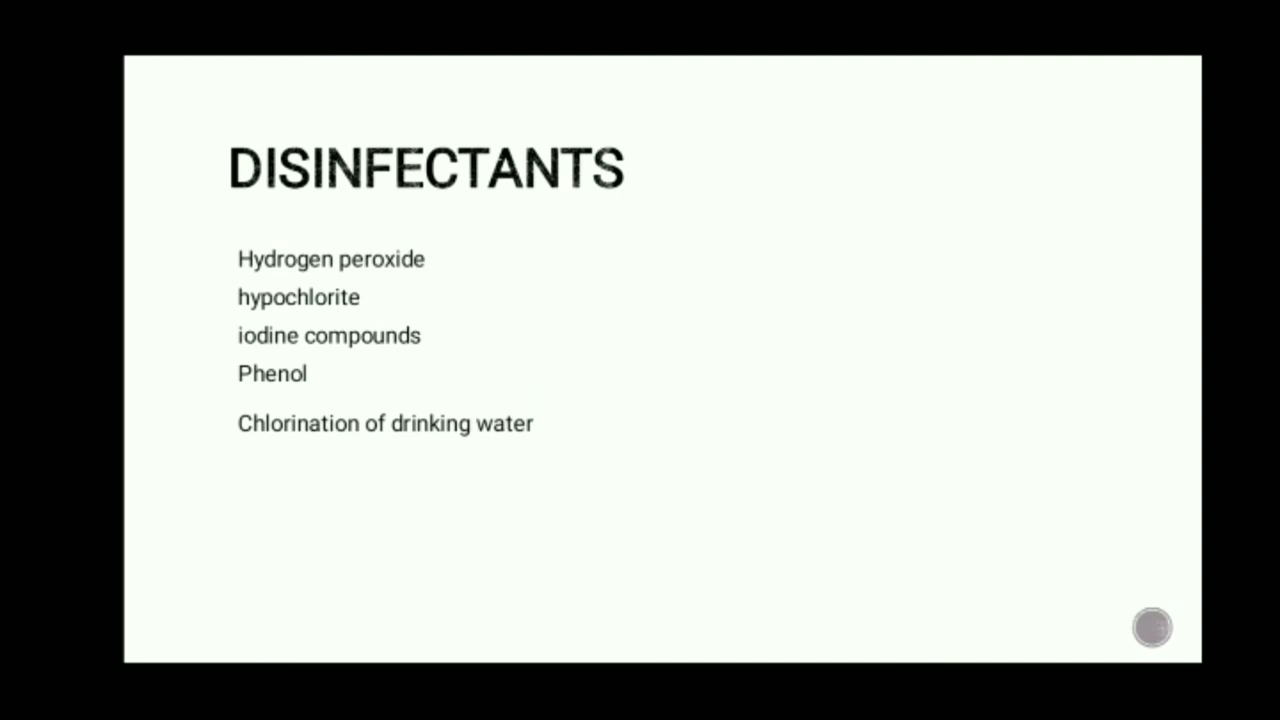 DISINFECTANTS
Hydrogen peroxide
hypochlorite
iodine compounds
Phenol
Chlorination of drinking water